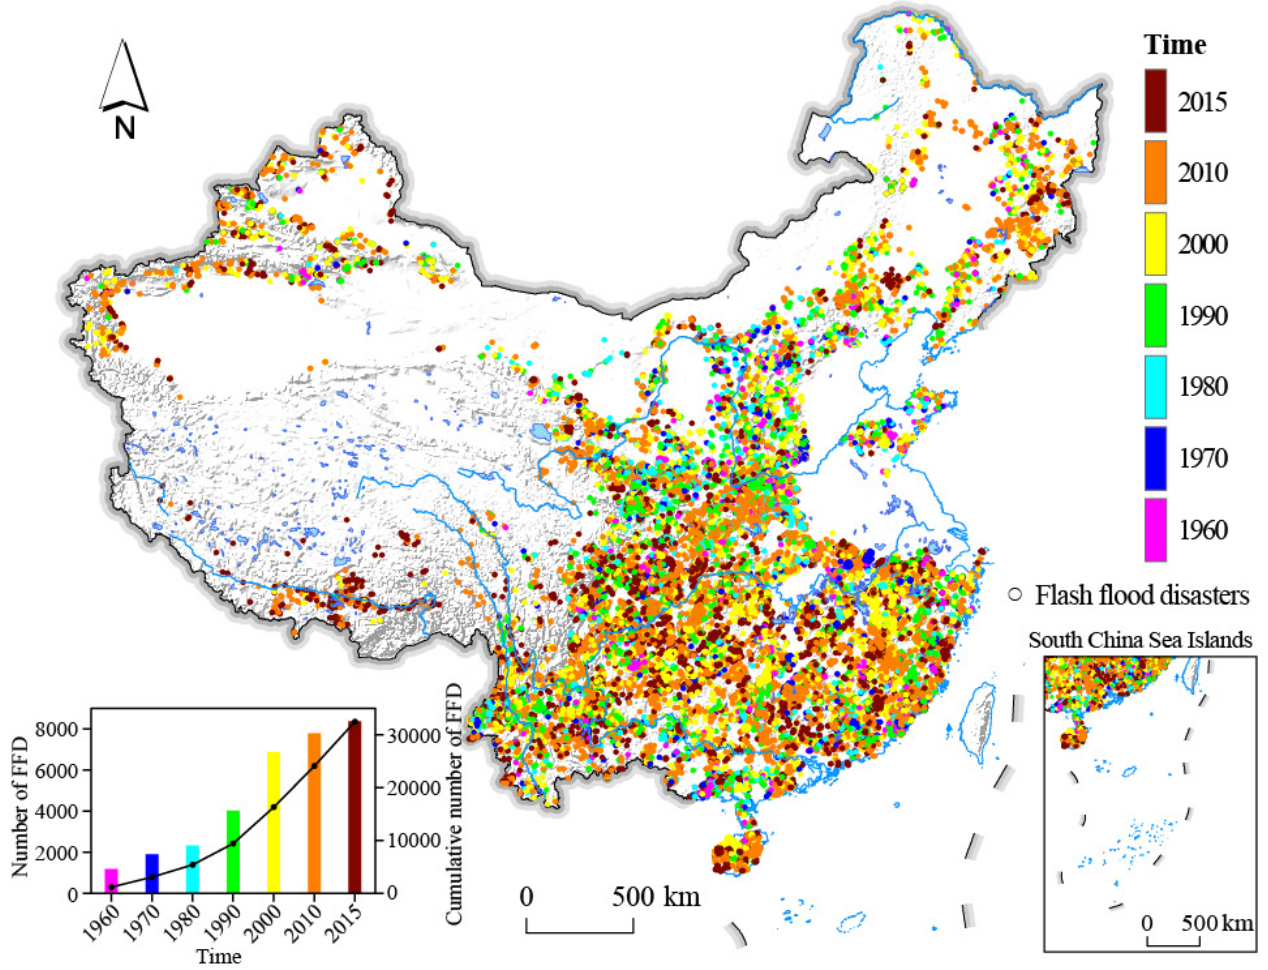 N
Time
2015
2010
2000
1990
1980
1970
1960
Flash flood disasters
South China Sea Islands
0 500 km
0 500 km
Number of FFD
8000
6000
4000
2000
0
30000
20000
10000
0
Cumulative number of FFD
1960 1970 1980 1990 2000 2010 2015
Time